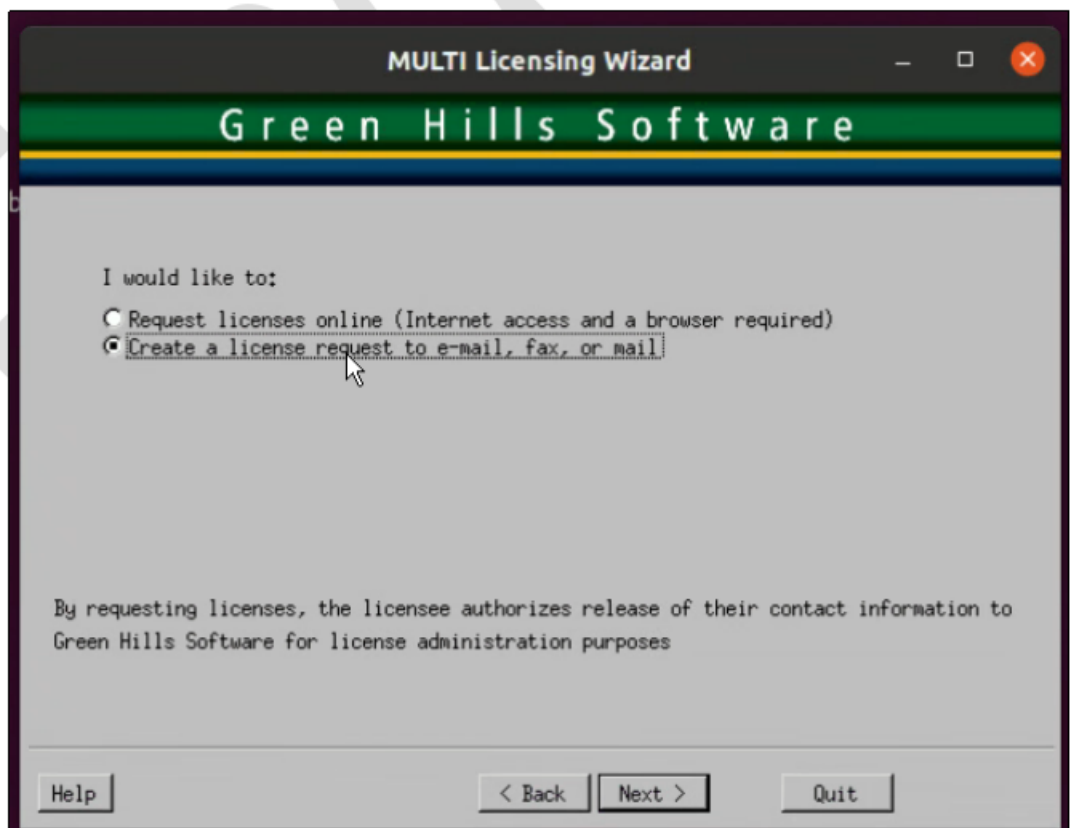 MULTI Licensing Wizard
Green Hills Software
b
I would like to:
Request licenses online (Internet access and a browser required)
Create a license request to e-mail, fax, or mail
By requesting licenses, the licensee authorizes release of their contact information to
Green Hills Software for license administration purposes
Help
< Back
Next >
Quit